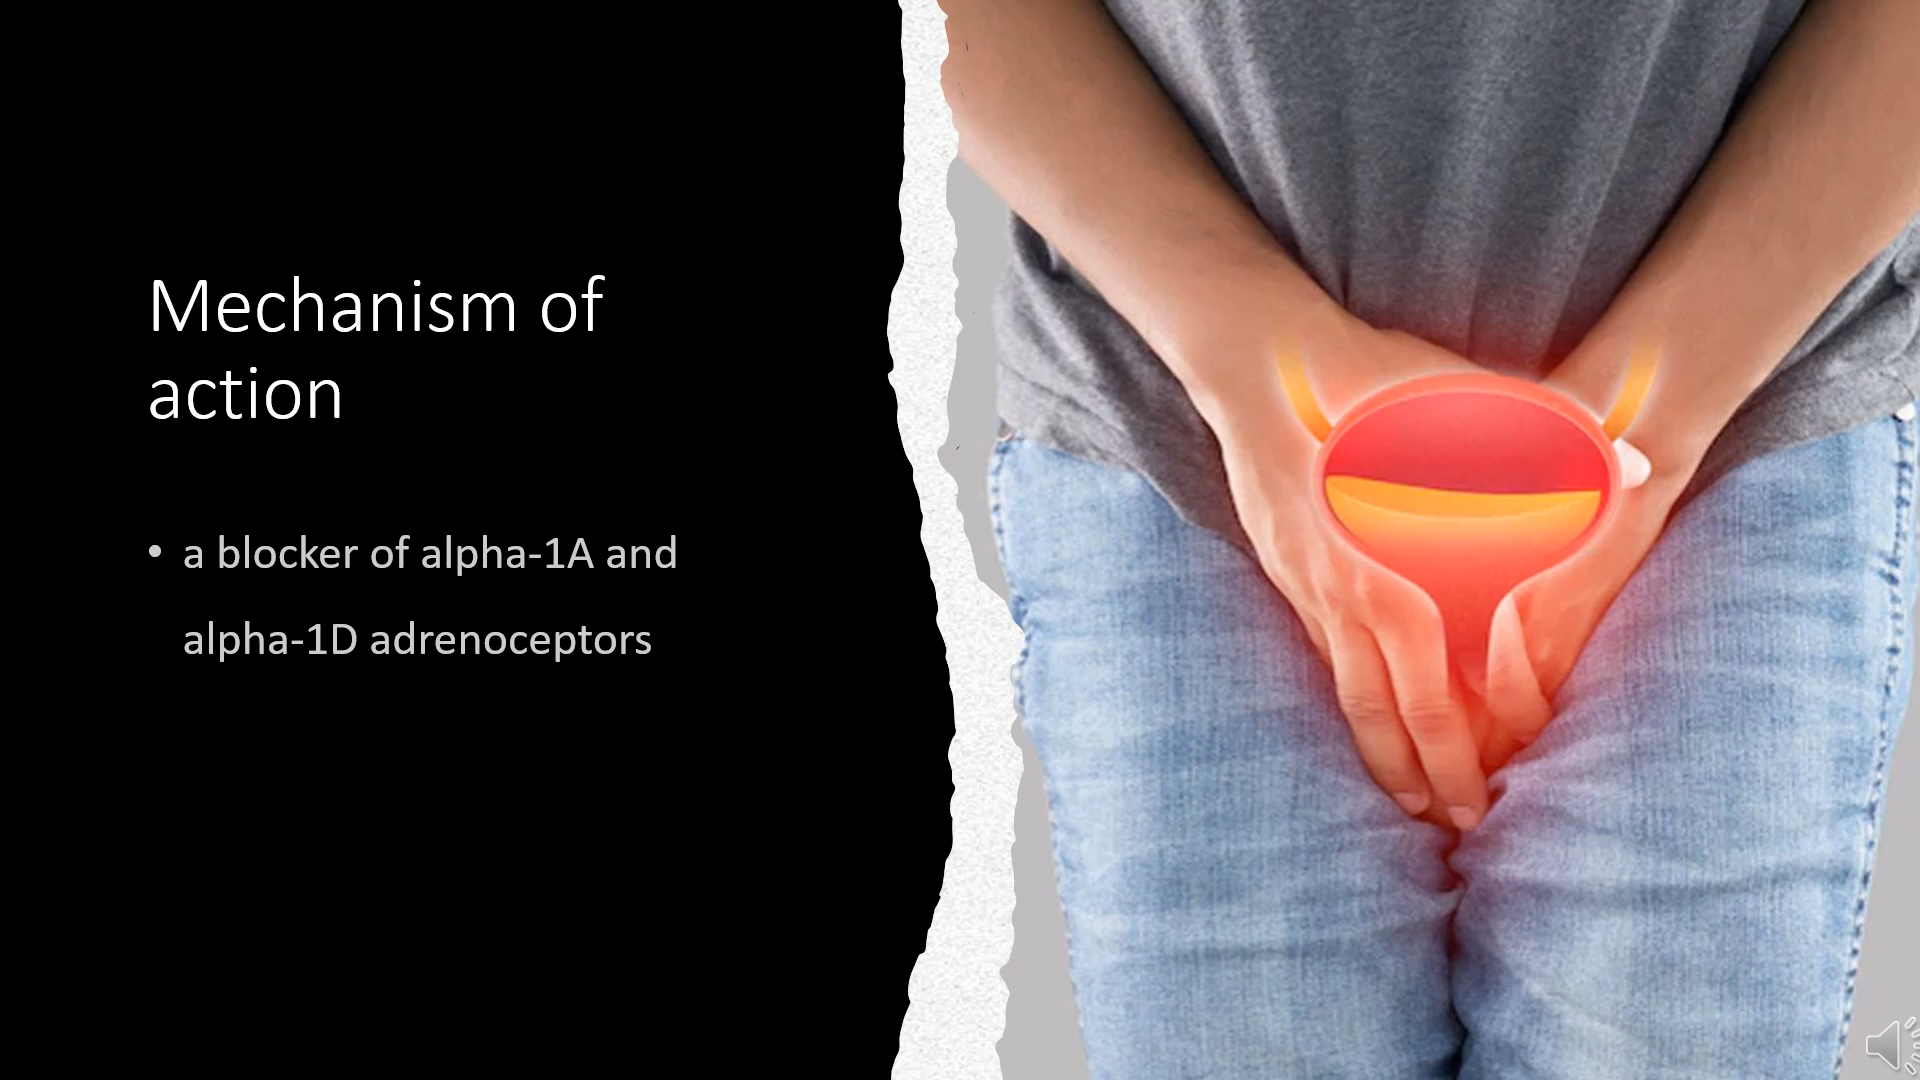 Mechanism of
action
• a blocker of alpha-1A and
alpha-1D adrenoceptors